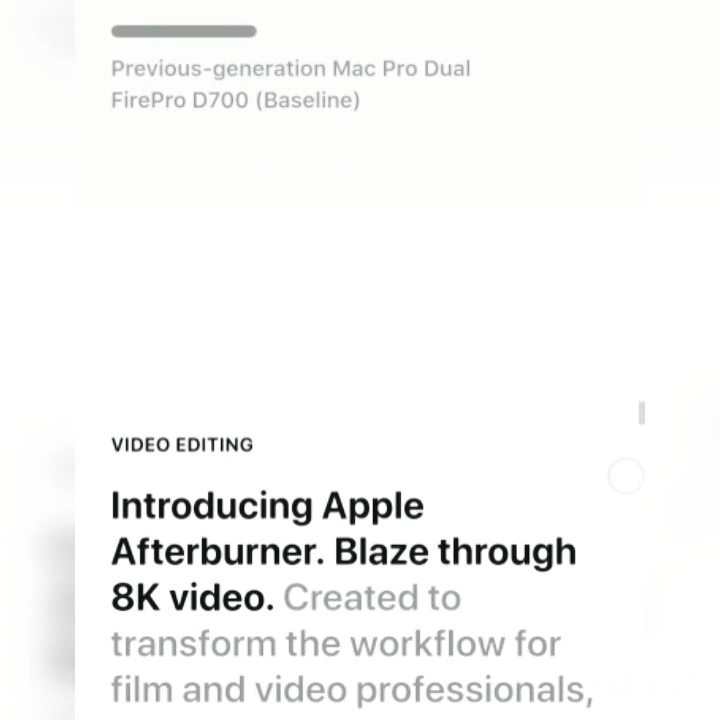 Previous-generation Mac Pro Dual
FirePro D700 (Baseline)
VIDEO EDITING
Introducing Apple
Afterburner. Blaze through
8K video. Created to
transform the workflow for
film and video professionals,